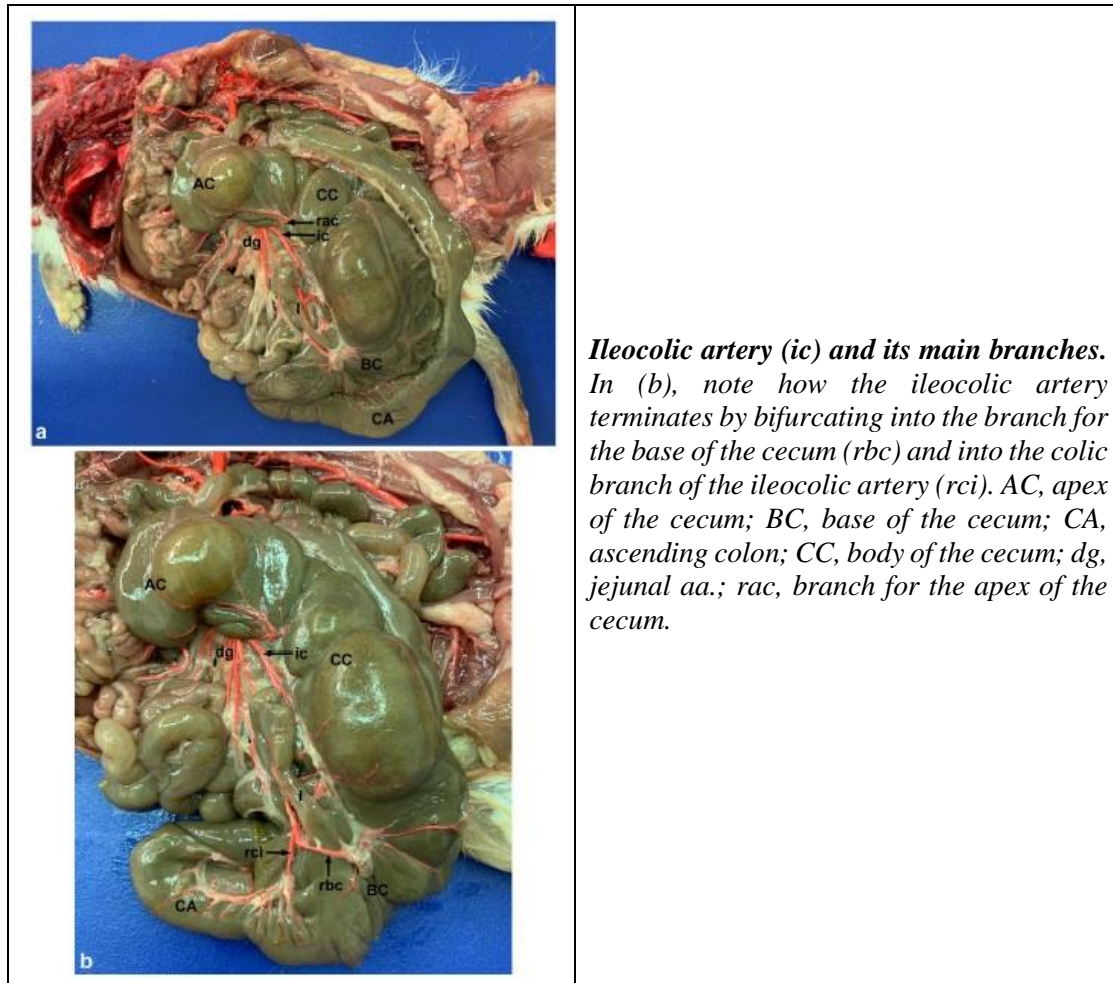 AC
CC
rac
ic
dg
I
BC
CA
a
AC
dg
ic
CC
I
rci
rbc
BC
CA
b
Ileocolic artery (ic) and its main branches.
In (b), note how the ileocolic artery
terminates by bifurcating into the branch for
the base of the cecum (rbc) and into the colic
branch of the ileocolic artery (rci). AC, apex
of the cecum; BC, base of the cecum; CA,
ascending colon; CC, body of the cecum; dg,
jejunal aa.; rac, branch for the apex of the
cecum.